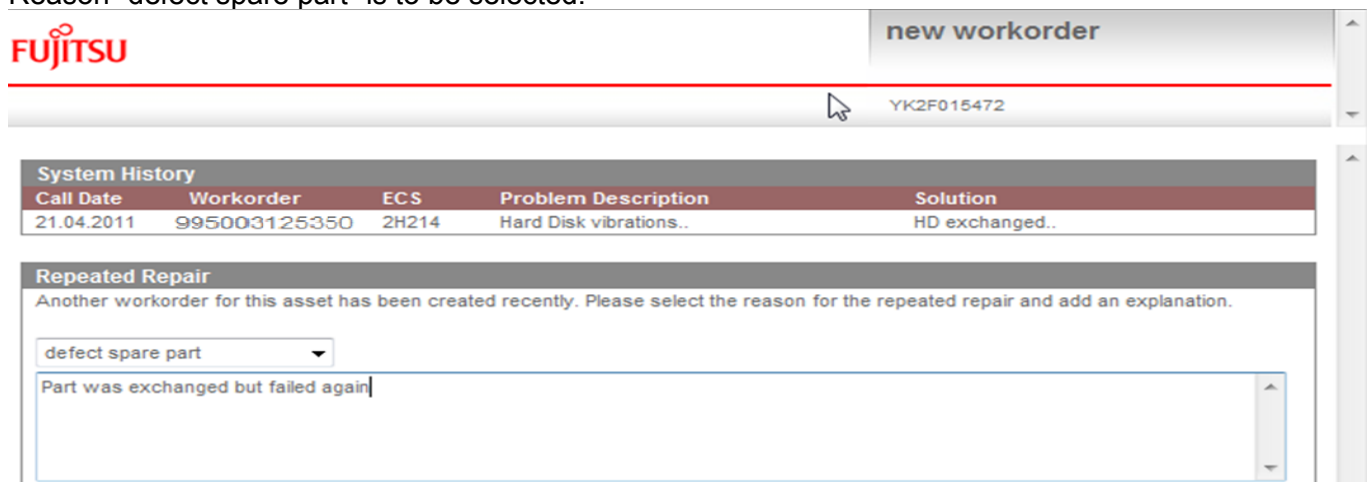 Reason "defect spare part" is to be selected.
FUJITSU
new workorder
YK2F015472
System History
Call Date Workorder ECS Problem Description Solution
21.04.2011 995003125350 2H214 Hard Disk vibrations.. HD exchanged..
Repeated Repair
Another workorder for this asset has been created recently. Please select the reason for the repeated repair and add an explanation.
defect spare part
Part was exchanged but failed again